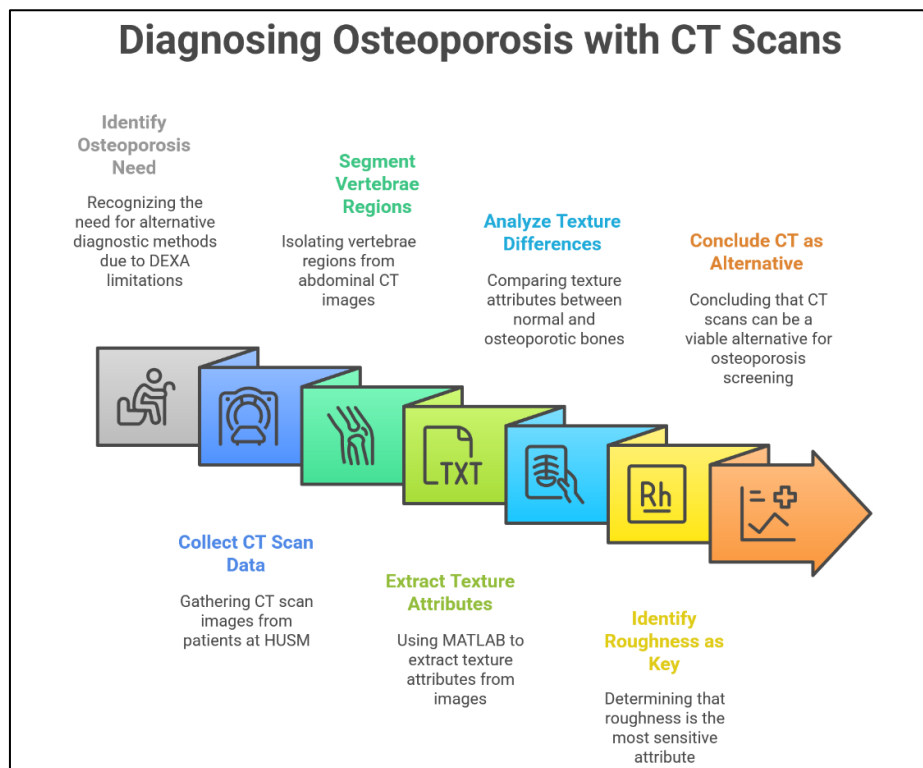 Diagnosing Osteoporosis with CT Scans
Identify
Osteoporosis
Need
Recognizing the
need for alternative
diagnostic methods
due to DEXA
limitations
Segment
Vertebrae
Regions
Isolating vertebrae
regions from
abdominal CT
images
Analyze Texture
Differences
Comparing texture
attributes between
normal and
osteoporotic bones
Conclude CT as
Alternative
Concluding that CT
scans can be a
viable alternative for
osteoporosis
screening
TXT
Rh
Collect CT Scan
Data
Gathering CT scan
images from
patients at HUSM
Extract Texture
Attributes
Using MATLAB to
extract texture
attributes from
images
Identify
Roughness as
Key
Determining that
roughness is the
most sensitive
attribute